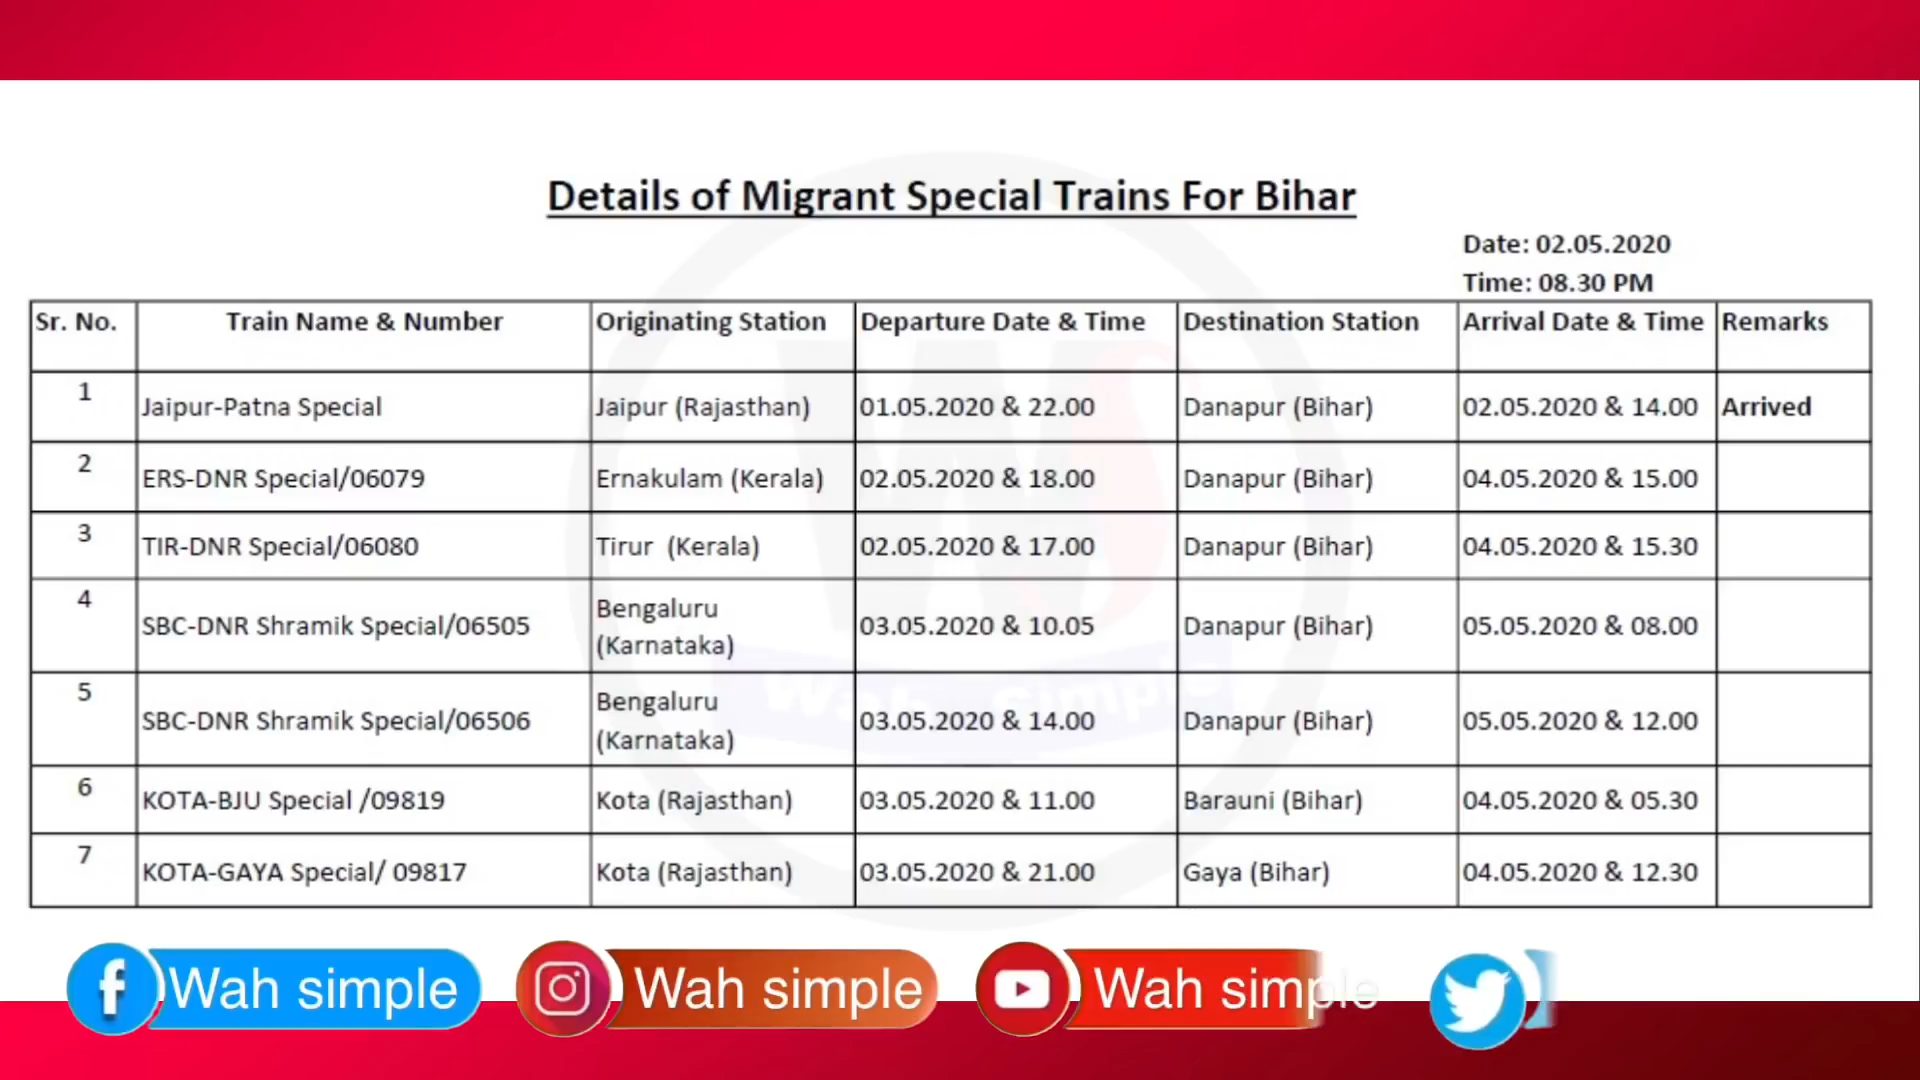 Details of Migrant Special Trains For Bihar
Date: 02.05.2020
Time: 08.30 PM
Sr. No. Train Name & Number Originating Station Departure Date & Time Destination Station Arrival Date & Time Remarks
1 Jaipur-Patna Special Jaipur (Rajasthan) 01.05.2020 & 22.00 Danapur (Bihar) 02.05.2020 & 14.00 Arrived
2 ERS-DNR Special/06079 Ernakulam (Kerala) 02.05.2020 & 18.00 Danapur (Bihar) 04.05.2020 & 15.00
3 TIR-DNR Special/06080 Tirur (Kerala) 02.05.2020 & 17.00 Danapur (Bihar) 04.05.2020 & 15.30
4 SBC-DNR Shramik Special/06505 Bengaluru (Karnataka) 03.05.2020 & 10.05 Danapur (Bihar) 05.05.2020 & 08.00
5 SBC-DNR Shramik Special/06506 Bengaluru (Karnataka) 03.05.2020 & 14.00 Danapur (Bihar) 05.05.2020 & 12.00
6 KOTA-BJU Special /09819 Kota (Rajasthan) 03.05.2020 & 11.00 Barauni (Bihar) 04.05.2020 & 05.30
7 KOTA-GAYA Special/ 09817 Kota (Rajasthan) 03.05.2020 & 21.00 Gaya (Bihar) 04.05.2020 & 12.30
WS
Wah Simple
Wah simple Wah simple Wah simple